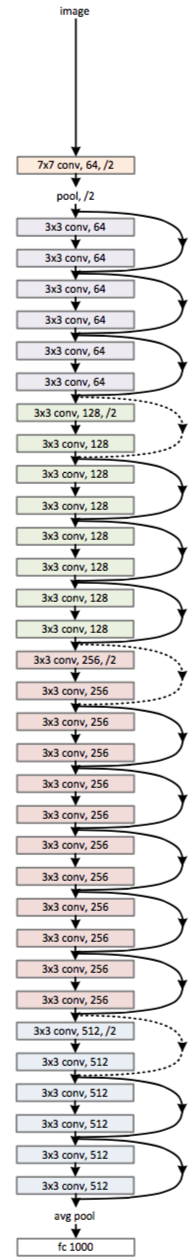 image
7x7 conv, 64, /2
pool, /2
3x3 conv, 64
3x3 conv, 64
3x3 conv, 64
3x3 conv, 64
3x3 conv, 64
3x3 conv, 64
3x3 conv, 128, /2
3x3 conv, 128
3x3 conv, 128
3x3 conv, 128
3x3 conv, 128
3x3 conv, 128
3x3 conv, 128
3x3 conv, 128
3x3 conv, 256, /2
3x3 conv, 256
3x3 conv, 256
3x3 conv, 256
3x3 conv, 256
3x3 conv, 256
3x3 conv, 256
3x3 conv, 256
3x3 conv, 256
3x3 conv, 256
3x3 conv, 256
3x3 conv, 256
3x3 conv, 512, /2
3x3 conv, 512
3x3 conv, 512
3x3 conv, 512
3x3 conv, 512
3x3 conv, 512
avg pool
fc 1000